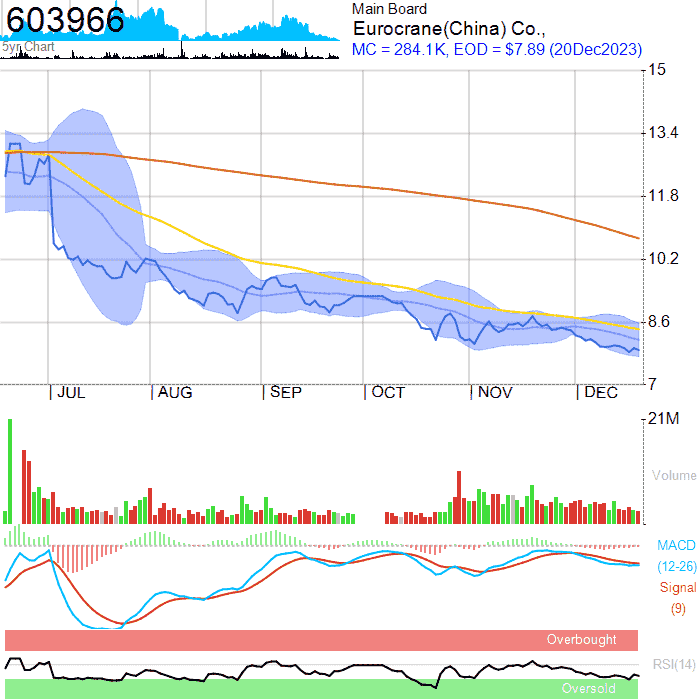 603966
5yr Chart
Main Board
Eurocrane(China) Co.,
MC = 284.1K, EOD = $7.89 (20Dec2023)
15
13.4
11.8
10.2
8.6
7
JUL AUG SEP OCT NOV DEC
21M
Volume
MACD
(12-26)
Signal
(9)
Overbought
RSI(14)
Oversold